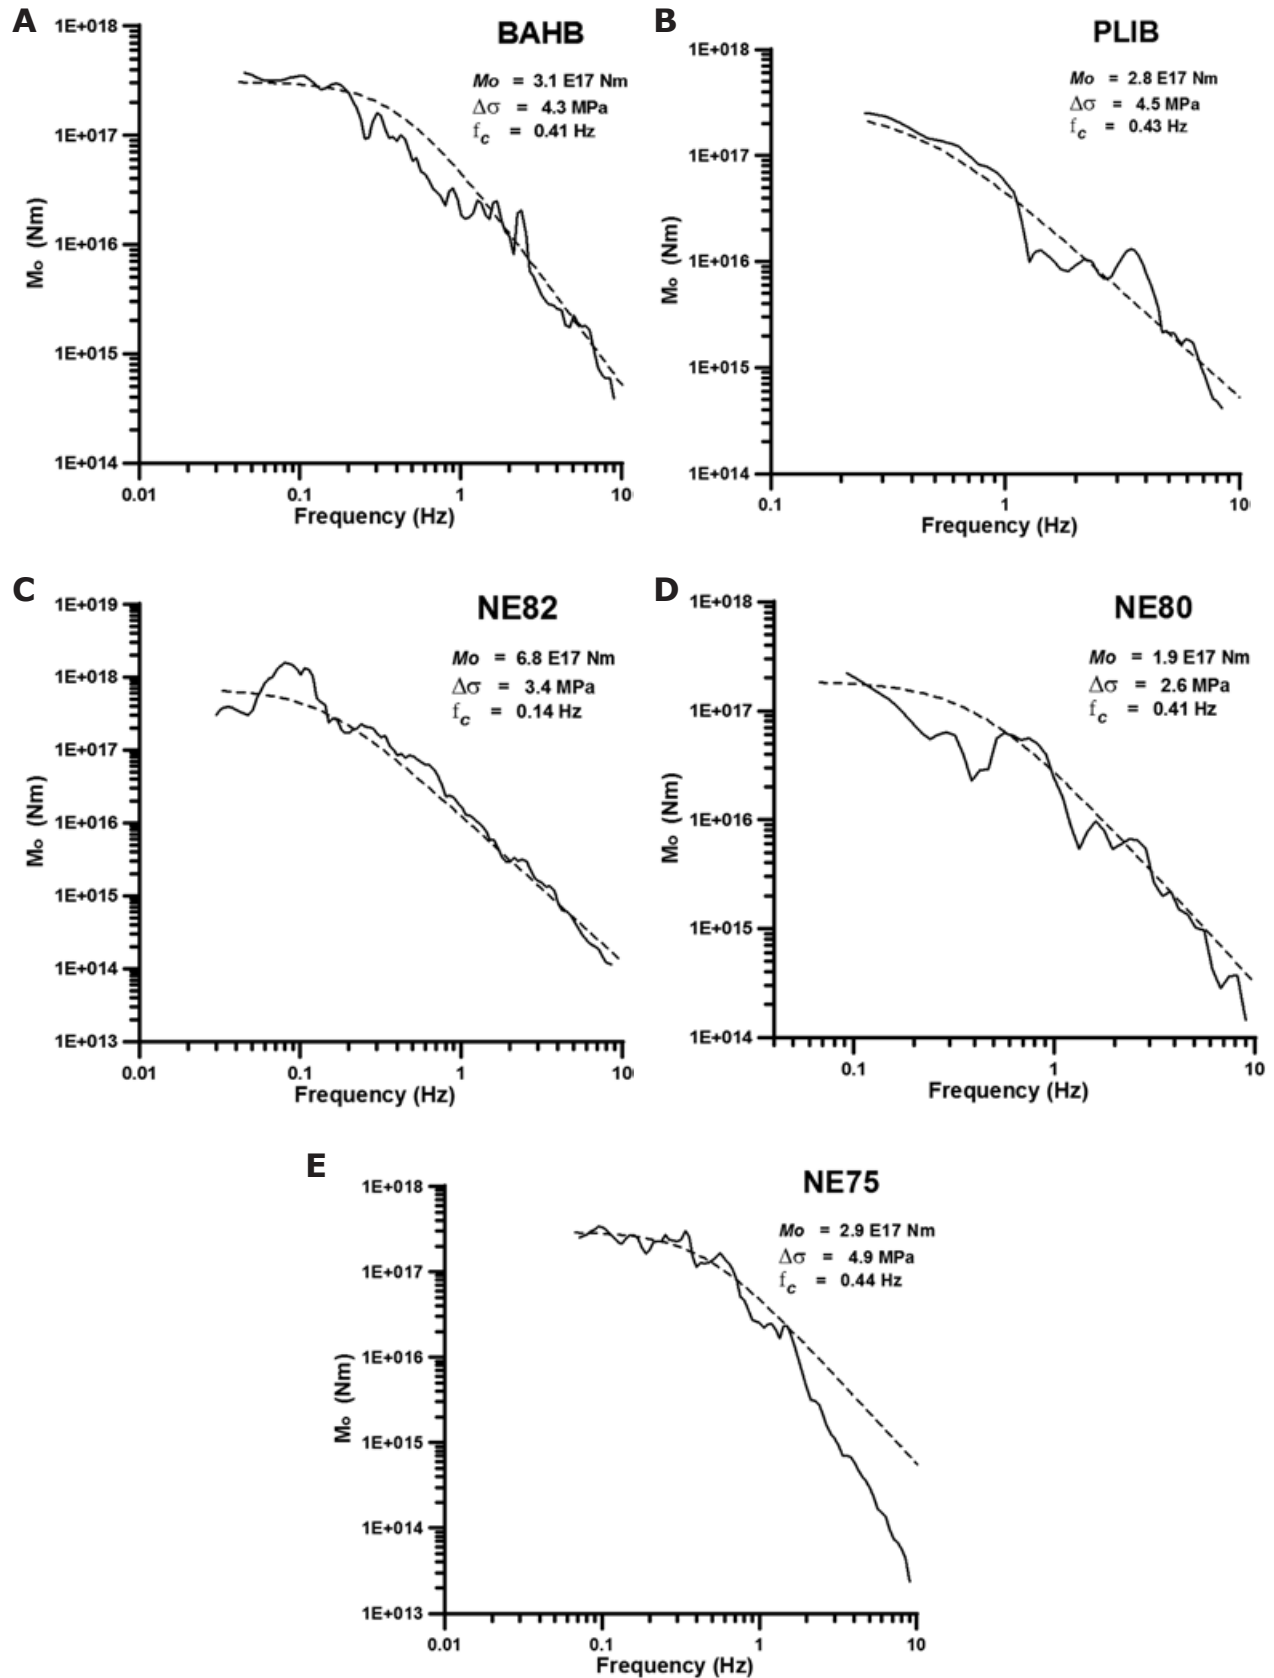 A
BAHB
Mo = 3.1 E17 Nm
Δσ = 4.3 MPa
fc = 0.41 Hz
1E+018
1E+017
1E+016
1E+015
1E+014
Mo (Nm)
0.01 0.1 1 10
Frequency (Hz)
B
PLIB
Mo = 2.8 E17 Nm
Δσ = 4.5 MPa
fc = 0.43 Hz
1E+018
1E+017
1E+016
1E+015
1E+014
Mo (Nm)
0.1 1 10
Frequency (Hz)
C
NE82
Mo = 6.8 E17 Nm
Δσ = 3.4 MPa
fc = 0.14 Hz
1E+019
1E+018
1E+017
1E+016
1E+015
1E+014
1E+013
Mo (Nm)
0.01 0.1 1 10
Frequency (Hz)
D
NE80
Mo = 1.9 E17 Nm
Δσ = 2.6 MPa
fc = 0.41 Hz
1E+018
1E+017
1E+016
1E+015
1E+014
Mo (Nm)
0.1 1 10
Frequency (Hz)
E
NE75
Mo = 2.9 E17 Nm
Δσ = 4.9 MPa
fc = 0.44 Hz
1E+018
1E+017
1E+016
1E+015
1E+014
1E+013
Mo (Nm)
0.01 0.1 1 10
Frequency (Hz)